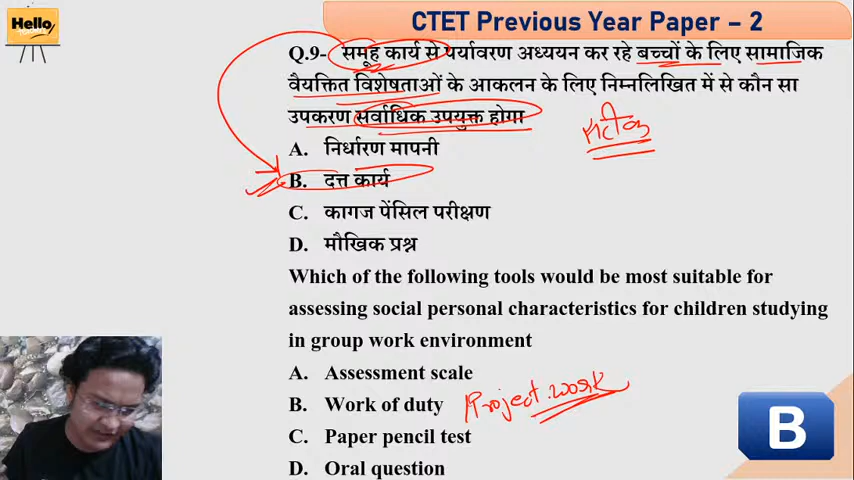 Hello
CTET Previous Year Paper – 2
Q.9- समूह कार्य से पर्यावरण अध्ययन कर रहे बच्चों के लिए सामाजिक
वैयक्तित विशेषताओं के आकलन के लिए निम्नलिखित में से कौन सा
उपकरण सर्वाधिक उपयुक्त होगा
A. निर्धारण मापनी
B. दत्त कार्य
C. कागज पेंसिल परीक्षण
D. मौखिक प्रश्न
Which of the following tools would be most suitable for
assessing social personal characteristics for children studying
in group work environment
A. Assessment scale
B. Work of duty Project work
C. Paper pencil test
D. Oral question
B